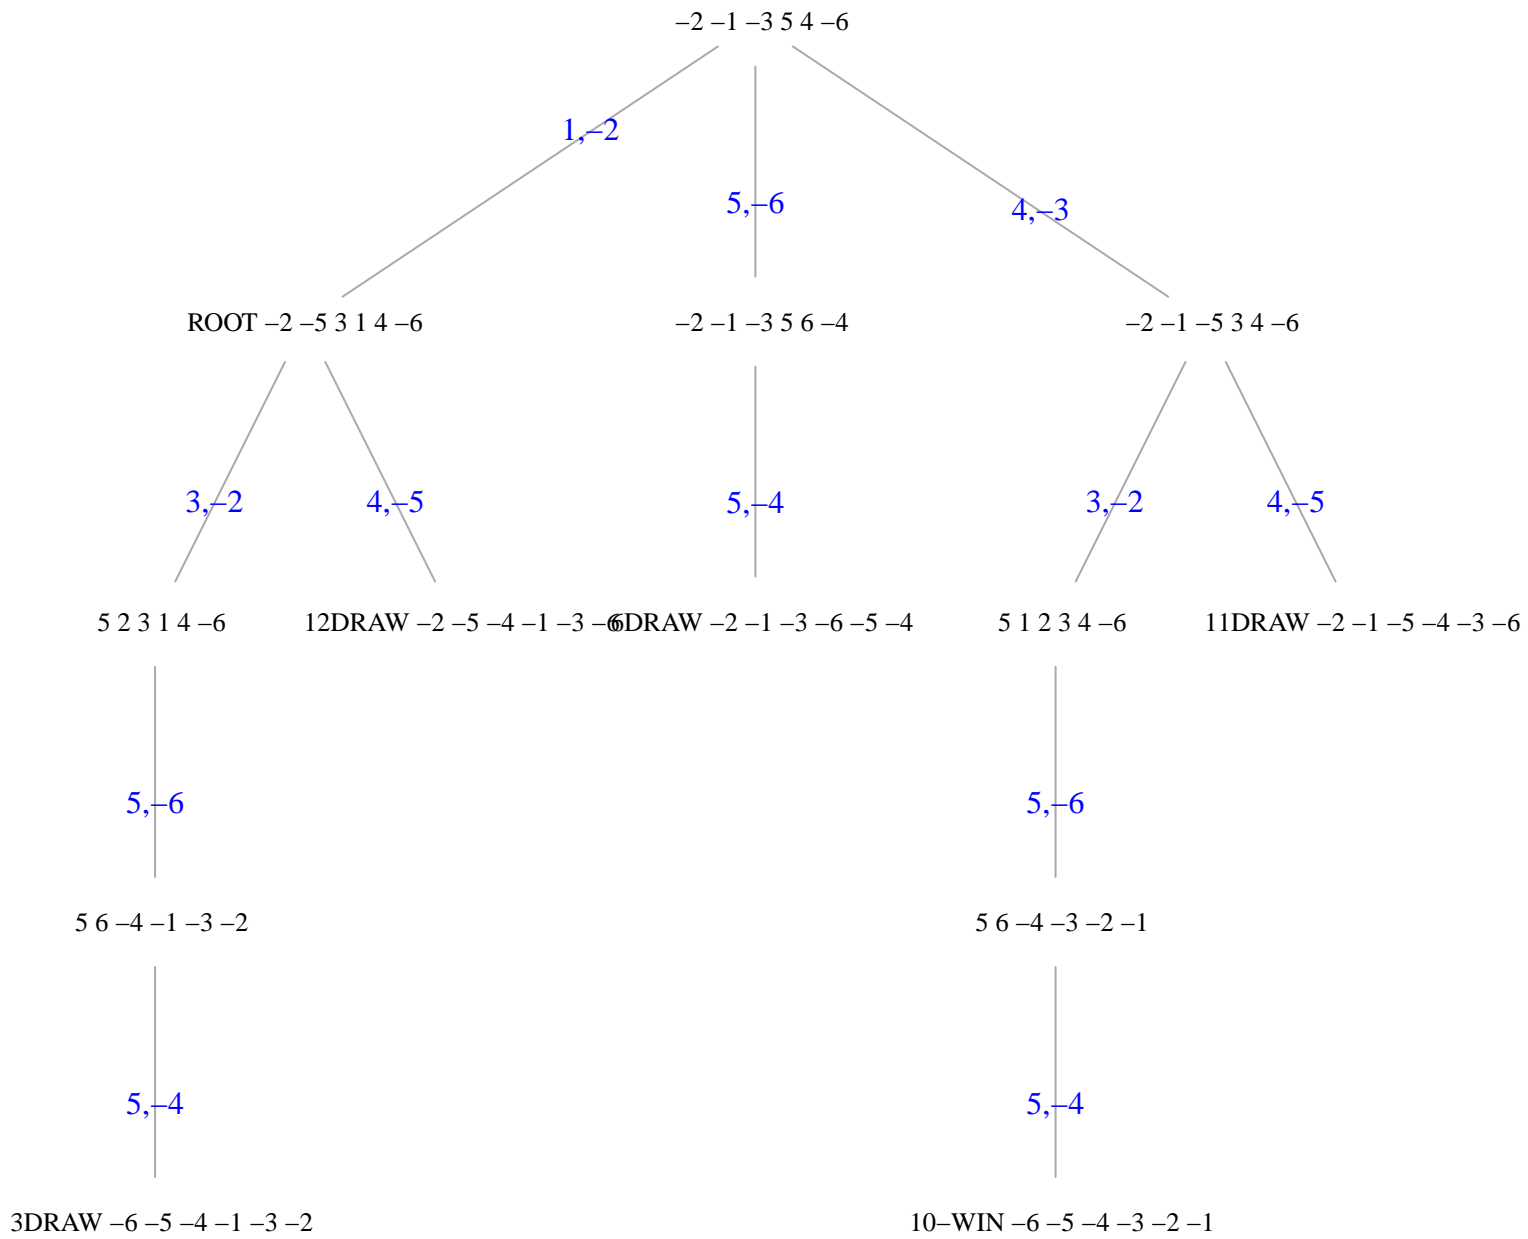 –2 –1 –3 5 4 –6
1,–2
5,–6
4,–3
ROOT –2 –5 3 1 4 –6
–2 –1 –3 5 6 –4
–2 –1 –5 3 4 –6
3,–2
4,–5
5,–4
3,–2
4,–5
5 2 3 1 4 –6
12DRAW –2 –5 –4 –1 –3 –6
6DRAW –2 –1 –3 –6 –5 –4
5 1 2 3 4 –6
11DRAW –2 –1 –5 –4 –3 –6
5,–6
5,–6
5 6 –4 –1 –3 –2
5 6 –4 –3 –2 –1
5,–4
5,–4
3DRAW –6 –5 –4 –1 –3 –2
10–WIN –6 –5 –4 –3 –2 –1